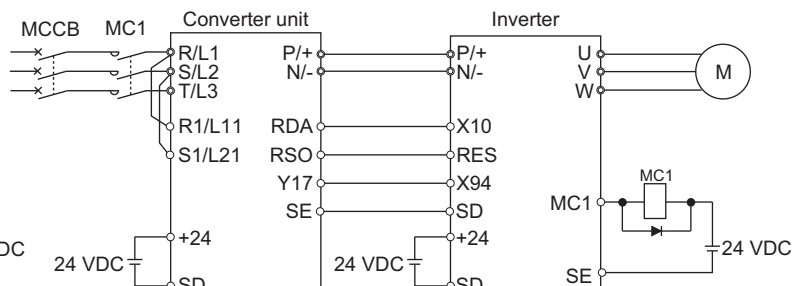 Converter unit Inverter
MCCB MC1
R/L1 P/+ P/+ U
S/L2 N/- N/- V M
T/L3 W
R1/L11 RDA X10
S1/L21 RSO RES
Y17 X94 MC1
MC1
SE SD
+24 +24
DC 24 VDC 24 VDC 24 VDC
SD SD SE